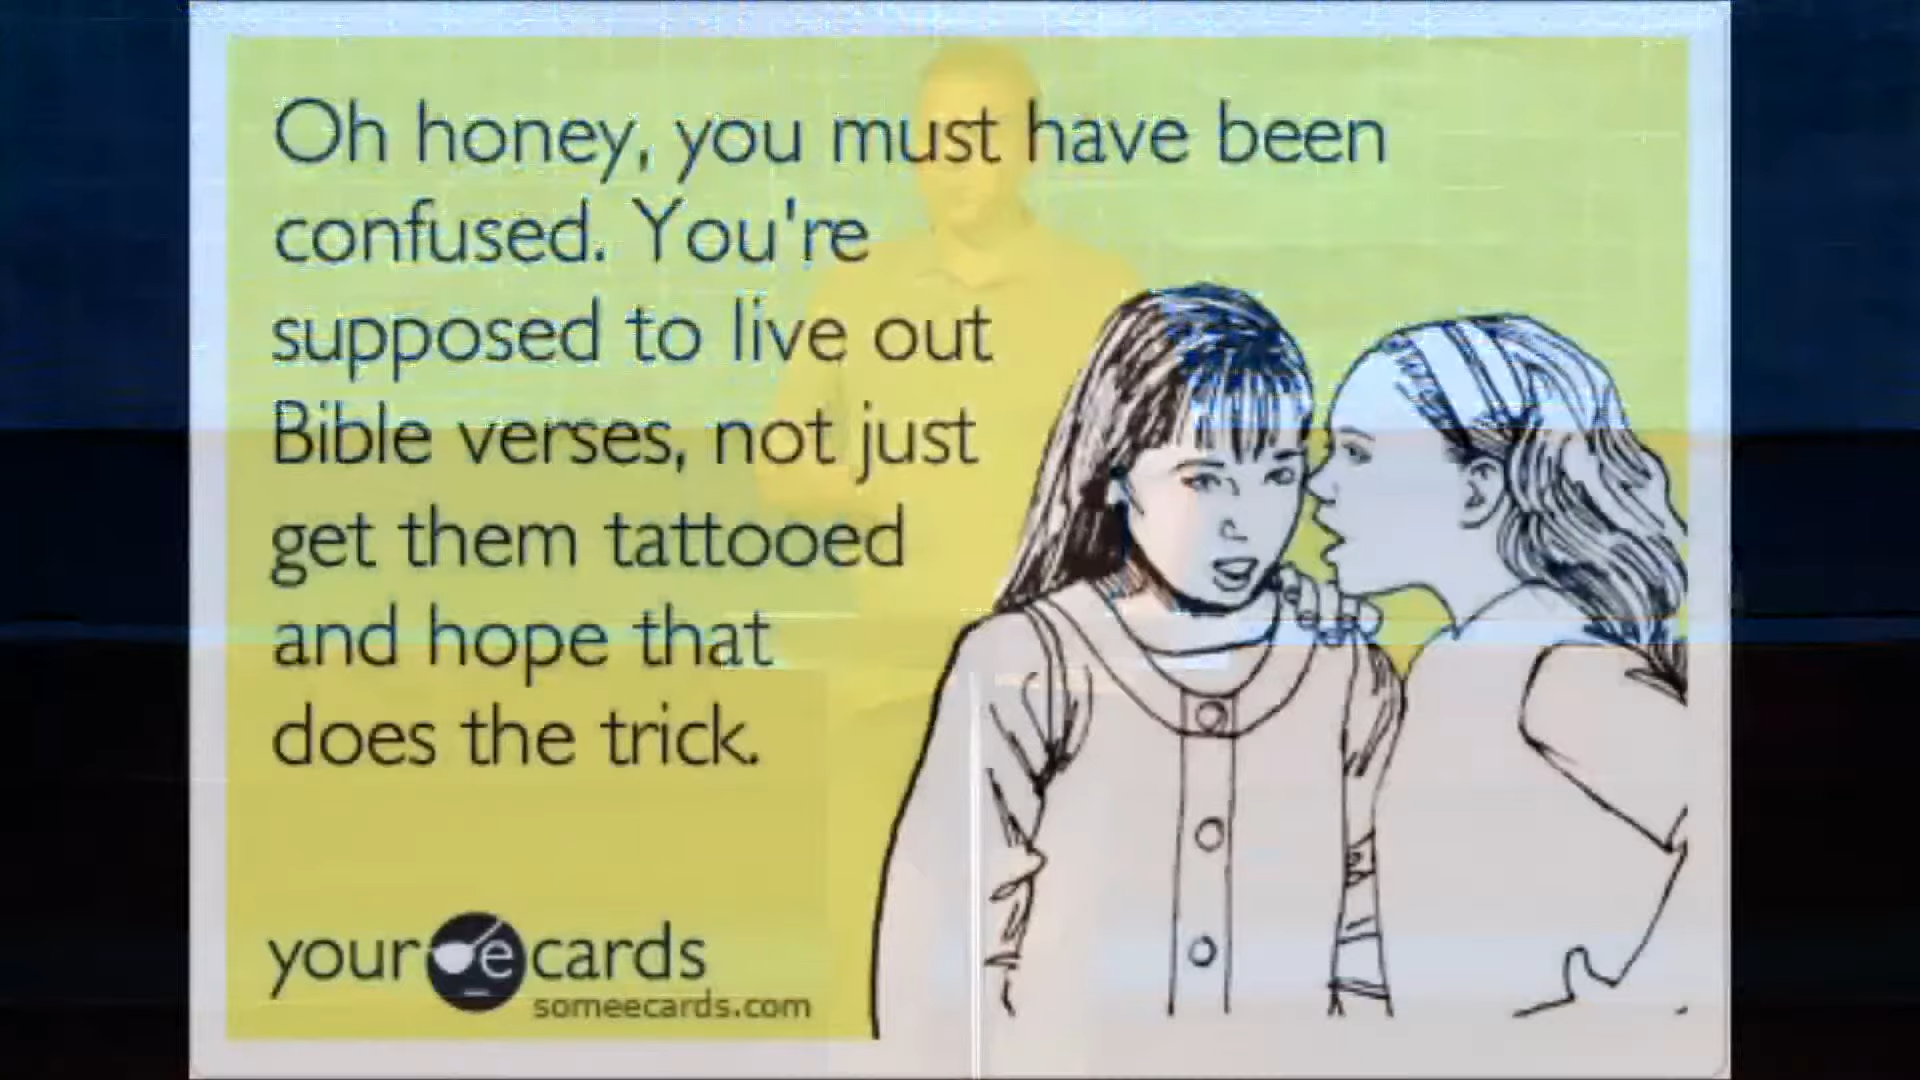 Oh honey, you must have been
confused. You're
supposed to live out
Bible verses, not just
get them tattooed
and hope that
does the trick.
your e cards
someecards.com